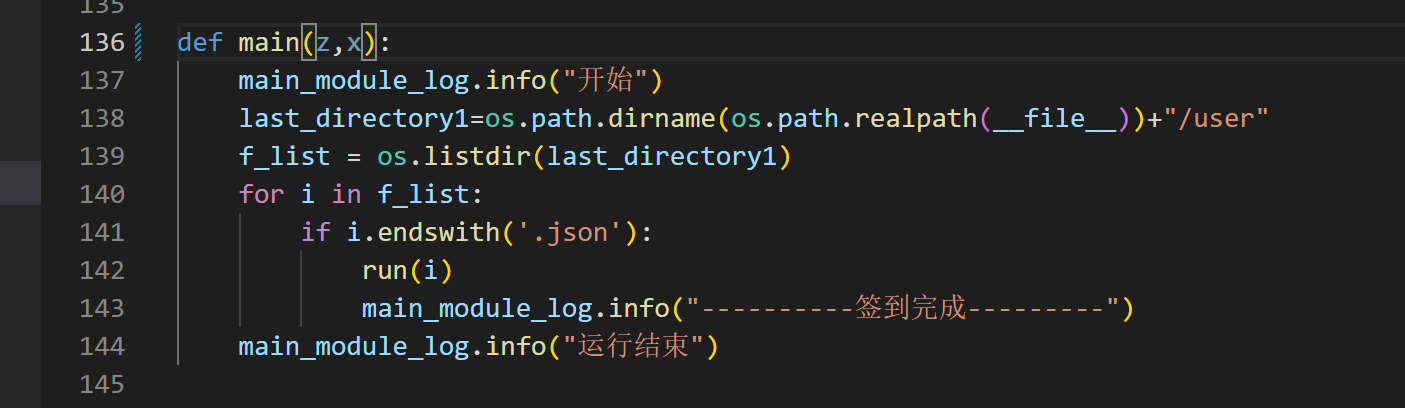 135
136 def main(z,x):
137     main_module_log.info("开始")
138     last_directory1=os.path.dirname(os.path.realpath(__file__))+"/user"
139     f_list = os.listdir(last_directory1)
140     for i in f_list:
141         if i.endswith('.json'):
142             run(i)
143             main_module_log.info("----------签到完成---------")
144     main_module_log.info("运行结束")
145